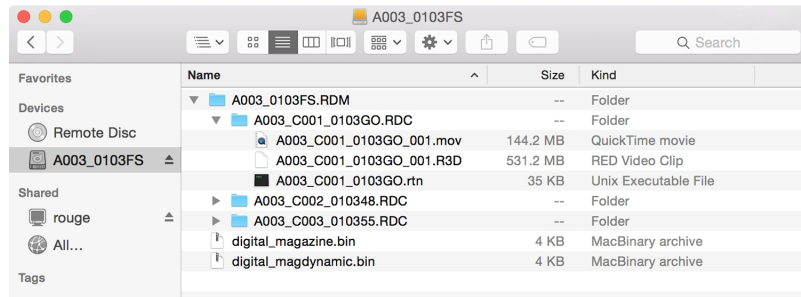 A003_0103FS
Search
Favorites
Devices
Remote Disc
A003_0103FS
Shared
rouge
All...
Tags
Name Size Kind
A003_0103FS.RDM -- Folder
A003_C001_0103GO.RDC -- Folder
A003_C001_0103GO_001.mov 144.2 MB QuickTime movie
A003_C001_0103GO_001.R3D 531.2 MB RED Video Clip
A003_C001_0103GO.rtn 35 KB Unix Executable File
A003_C002_010348.RDC -- Folder
A003_C003_010355.RDC -- Folder
digital_magazine.bin 4 KB MacBinary archive
digital_magdynamic.bin 4 KB MacBinary archive